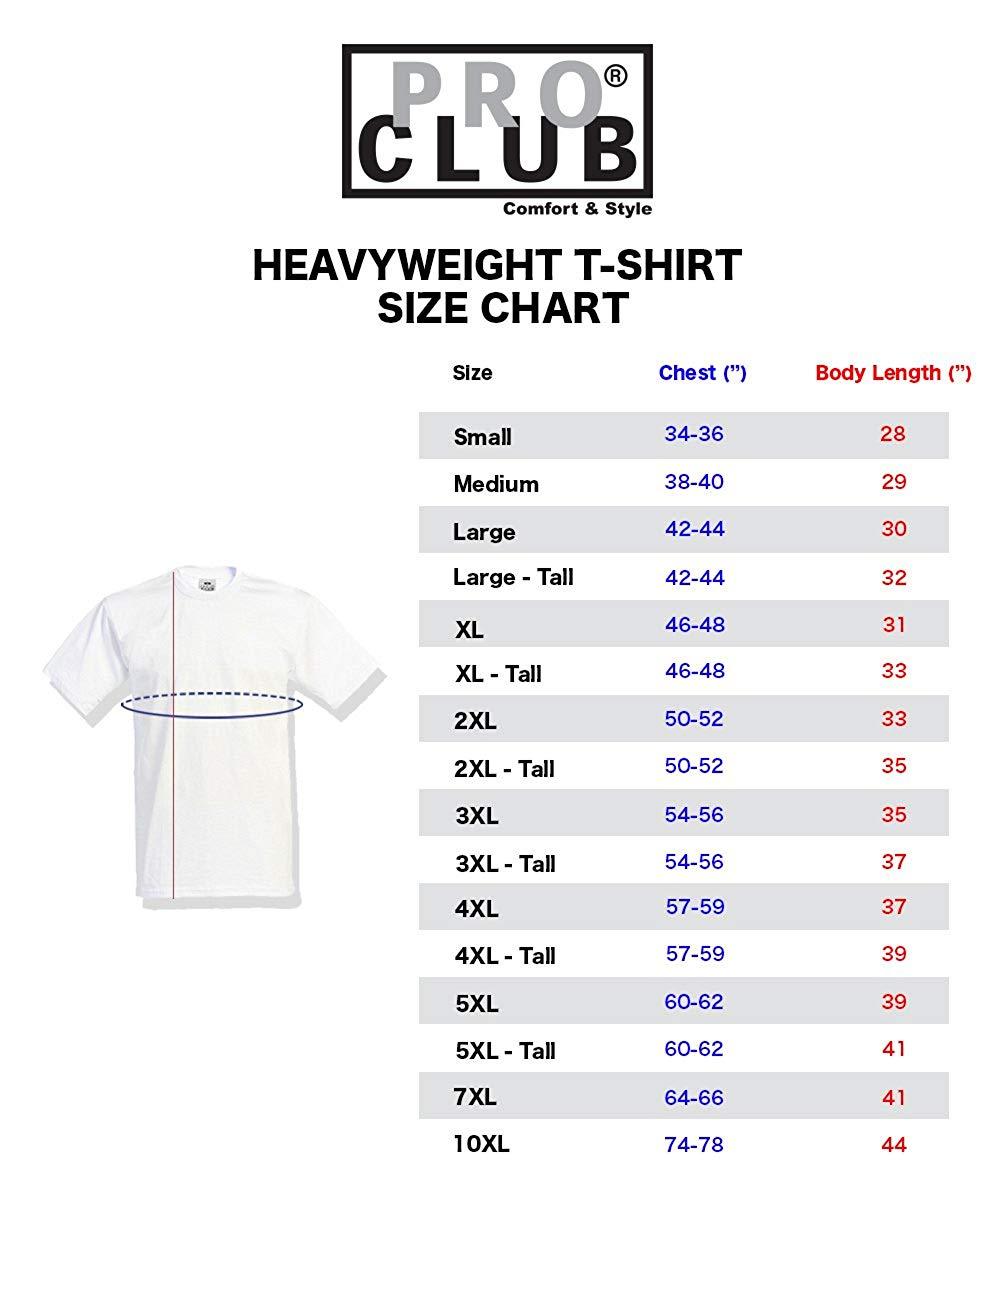 PRO®
CLUB
Comfort & Style
HEAVYWEIGHT T-SHIRT
SIZE CHART
Size Chest (”) Body Length (”)
Small 34-36 28
Medium 38-40 29
Large 42-44 30
Large - Tall 42-44 32
XL 46-48 31
XL - Tall 46-48 33
2XL 50-52 33
2XL - Tall 50-52 35
3XL 54-56 35
3XL - Tall 54-56 37
4XL 57-59 37
4XL - Tall 57-59 39
5XL 60-62 39
5XL - Tall 60-62 41
7XL 64-66 41
10XL 74-78 44